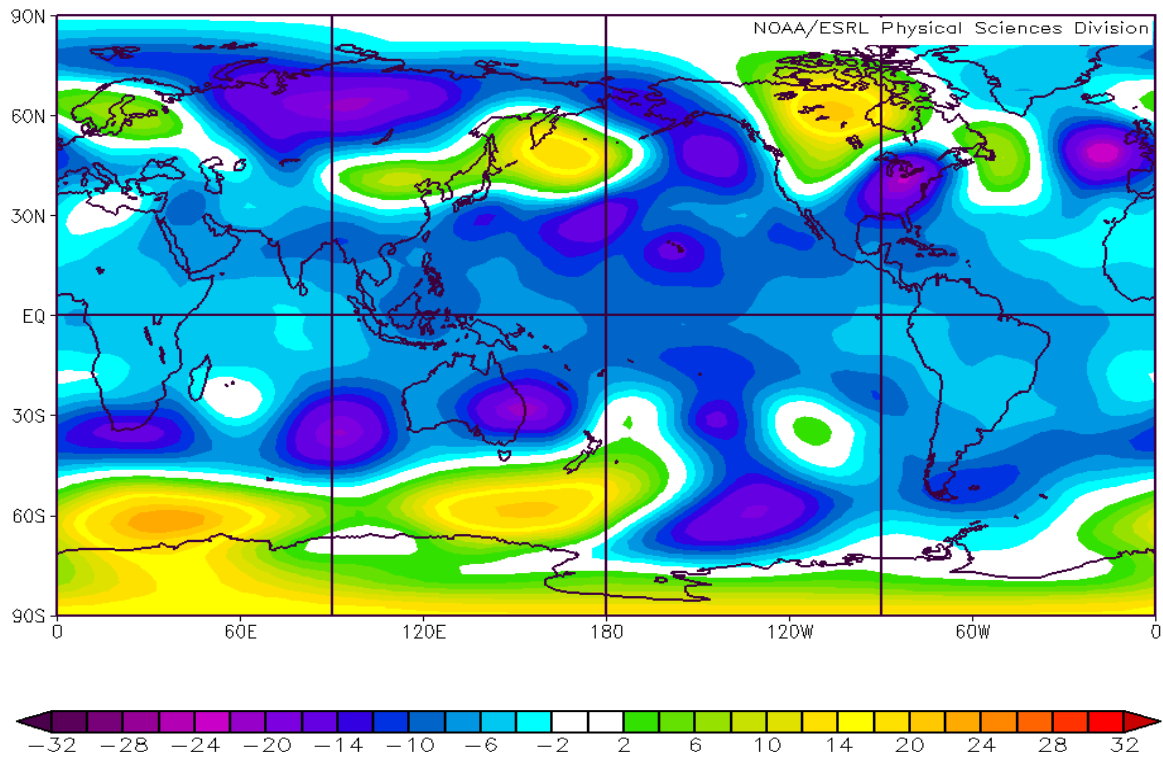 90N
NOAA/ESRL Physical Sciences Division
60N
30N
EQ
30S
60S
90S
0 60E 120E 180 120W 60W 0
−32 −28 −24 −20 −14 −10 −6 −2 2 6 10 14 20 24 28 32